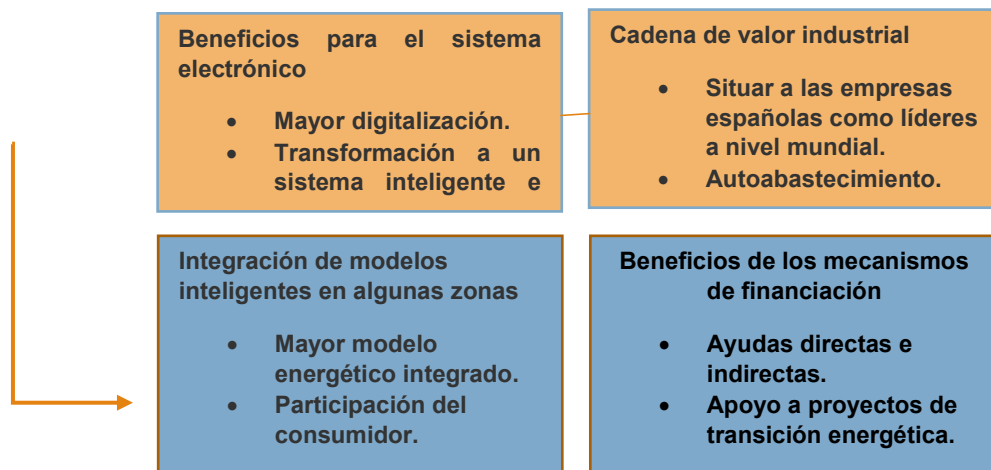 Beneficios para el sistema
electrónico
• Mayor digitalización.
• Transformación a un
sistema inteligente e
Cadena de valor industrial
• Situar a las empresas
españolas como líderes
a nivel mundial.
• Autoabastecimiento.
Integración de modelos
inteligentes en algunas zonas
• Mayor modelo
energético integrado.
• Participación del
consumidor.
Beneficios de los mecanismos
de financiación
• Ayudas directas e
indirectas.
• Apoyo a proyectos de
transición energética.